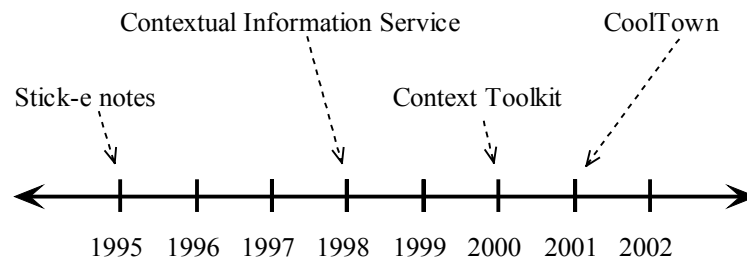 Contextual Information Service CoolTown
Stick-e notes Context Toolkit
1995 1996 1997 1998 1999 2000 2001 2002